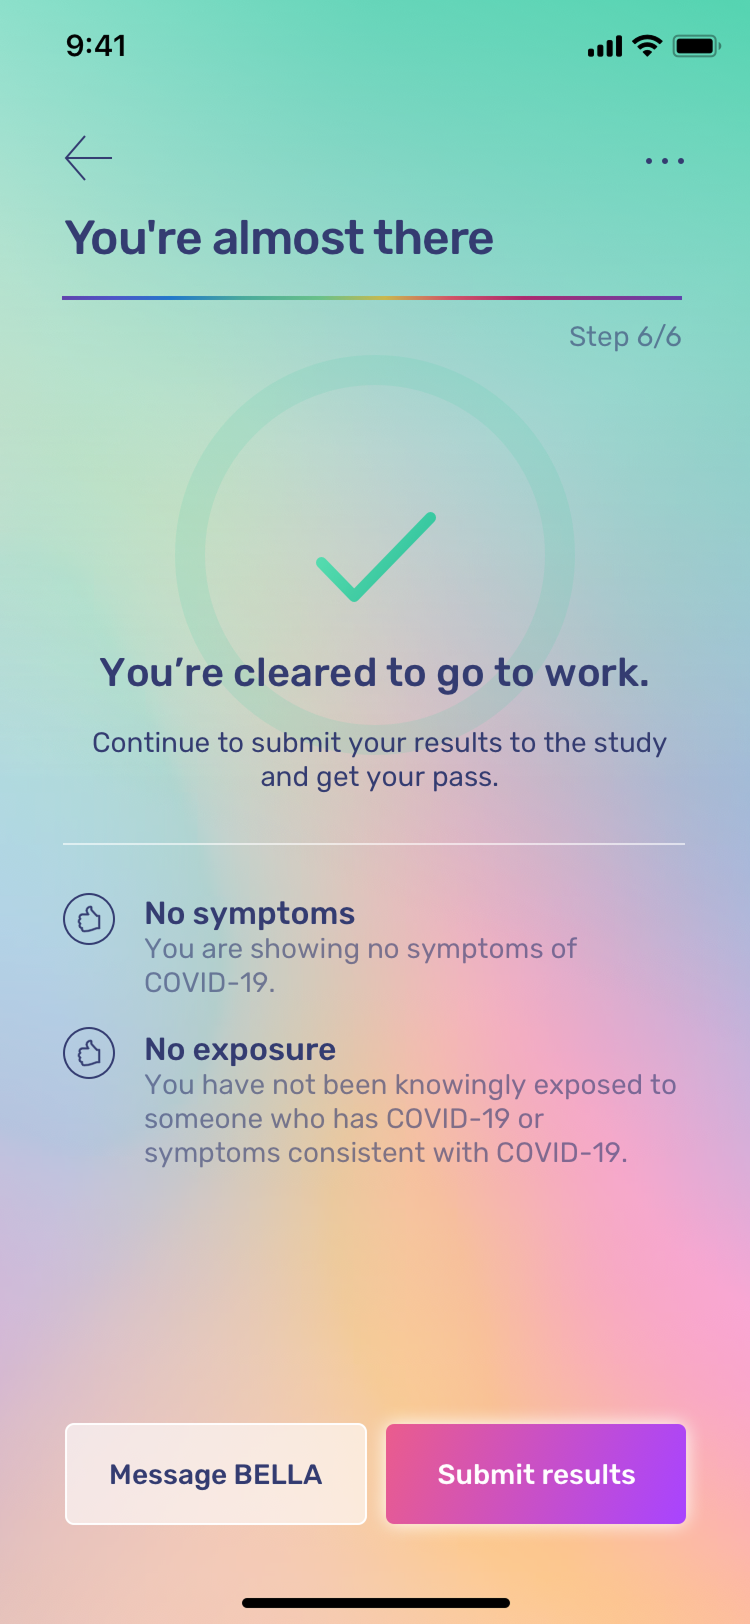 9:41
You're almost there
Step 6/6
You’re cleared to go to work.
Continue to submit your results to the study
and get your pass.
No symptoms
You are showing no symptoms of
COVID-19.
No exposure
You have not been knowingly exposed to
someone who has COVID-19 or
symptoms consistent with COVID-19.
Message BELLA
Submit results